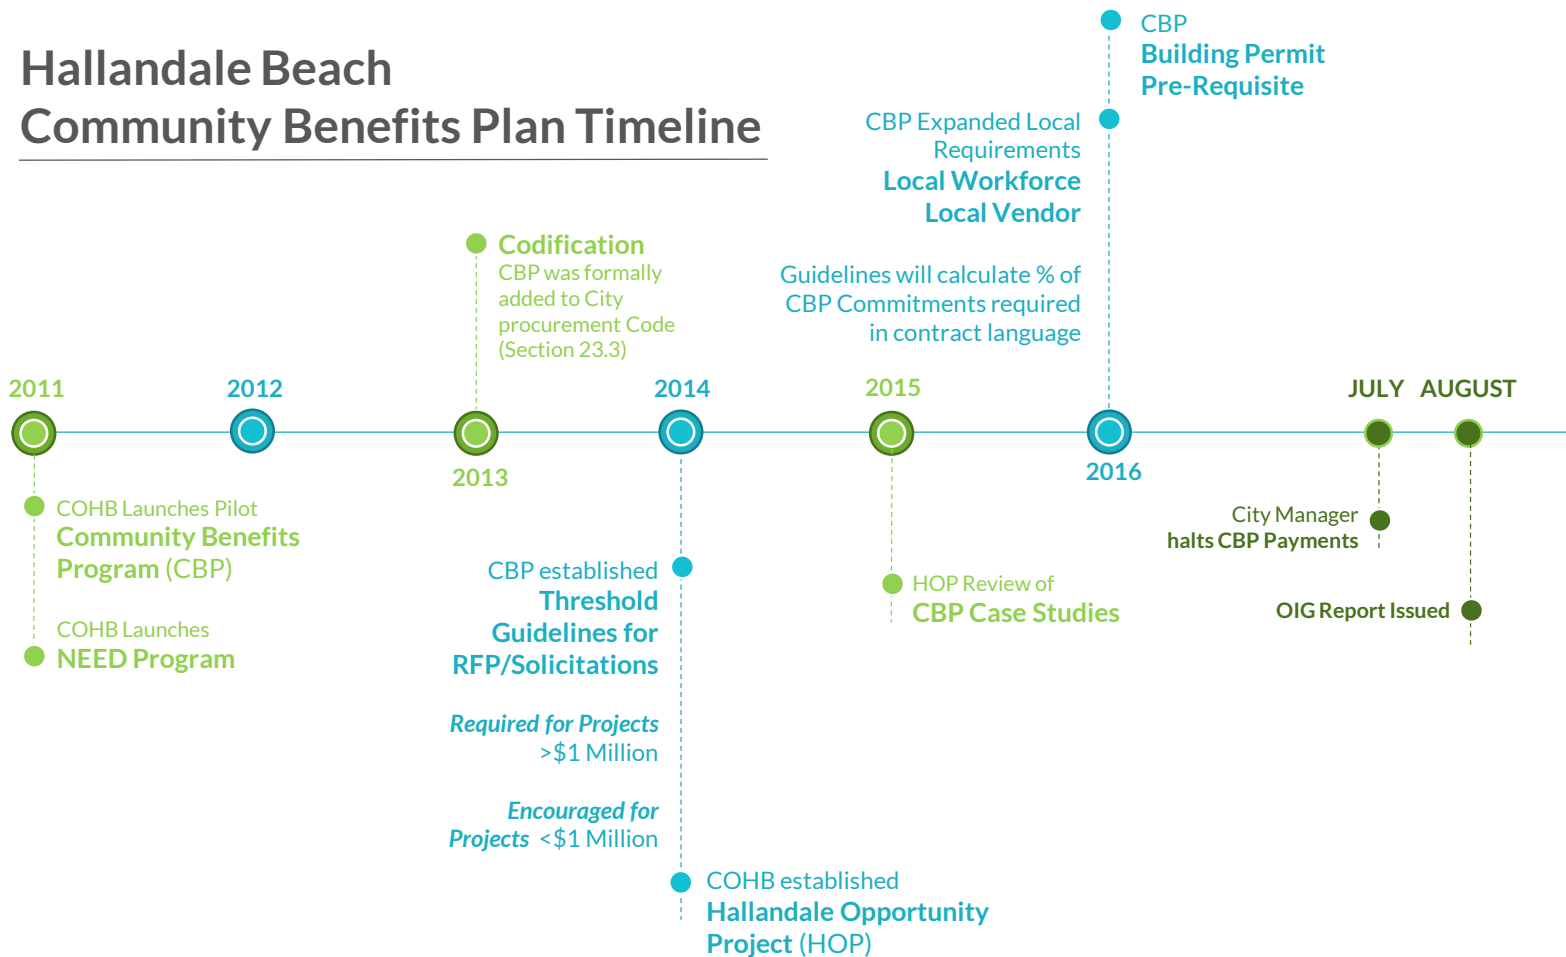 Hallandale Beach
Community Benefits Plan Timeline
CBP
Building Permit
Pre-Requisite
CBP Expanded Local
Requirements
Local Workforce
Local Vendor
Guidelines will calculate % of
CBP Commitments required
in contract language
Codification
CBP was formally
added to City
procurement Code
(Section 23.3)
2011
2012
2013
2014
2015
2016
JULY
AUGUST
COHB Launches Pilot
Community Benefits
Program (CBP)
COHB Launches
NEED Program
CBP established
Threshold
Guidelines for
RFP/Solicitations
Required for Projects
>$1 Million
Encouraged for
Projects <$1 Million
COHB established
Hallandale Opportunity
Project (HOP)
HOP Review of
CBP Case Studies
City Manager
halts CBP Payments
OIG Report Issued